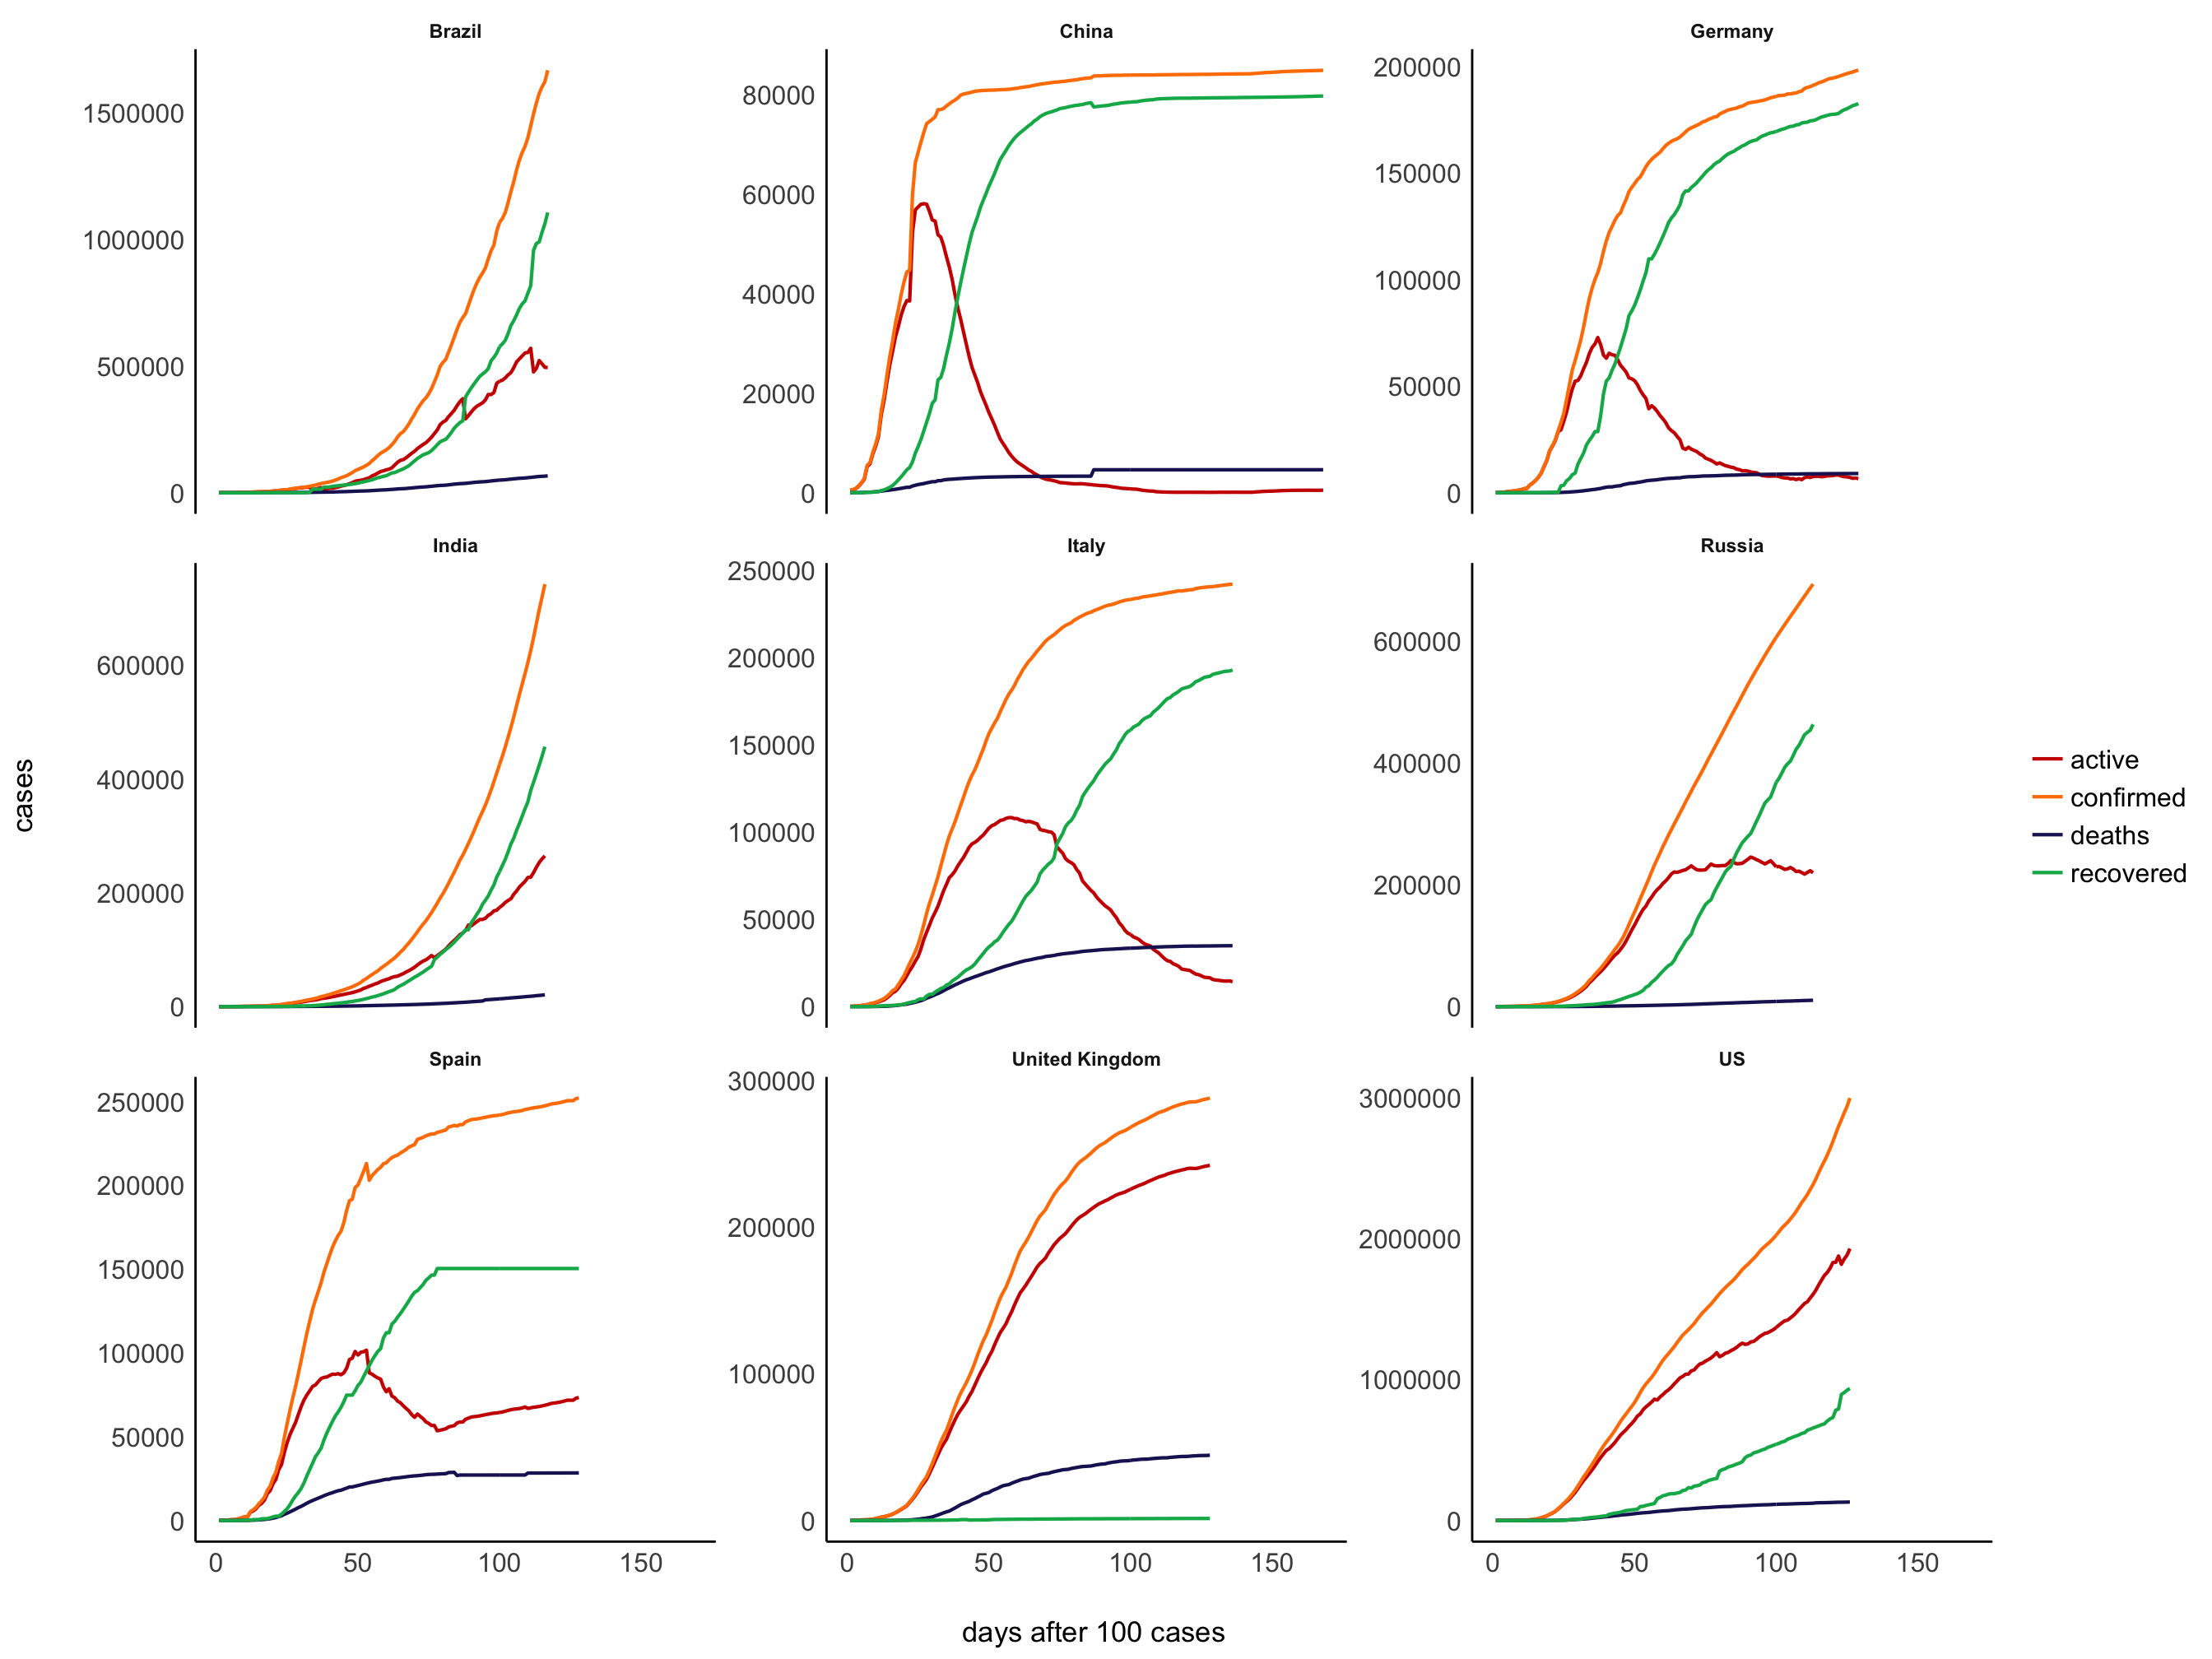 Brazil
China
Germany
1500000
1000000
500000
0
80000
60000
40000
20000
0
200000
150000
100000
50000
0
India
Italy
Russia
600000
400000
200000
0
250000
200000
150000
100000
50000
0
600000
400000
200000
0
cases
active
confirmed
deaths
recovered
Spain
United Kingdom
US
250000
200000
150000
100000
50000
0
300000
200000
100000
0
3000000
2000000
1000000
0
0 50 100 150
0 50 100 150
0 50 100 150
days after 100 cases